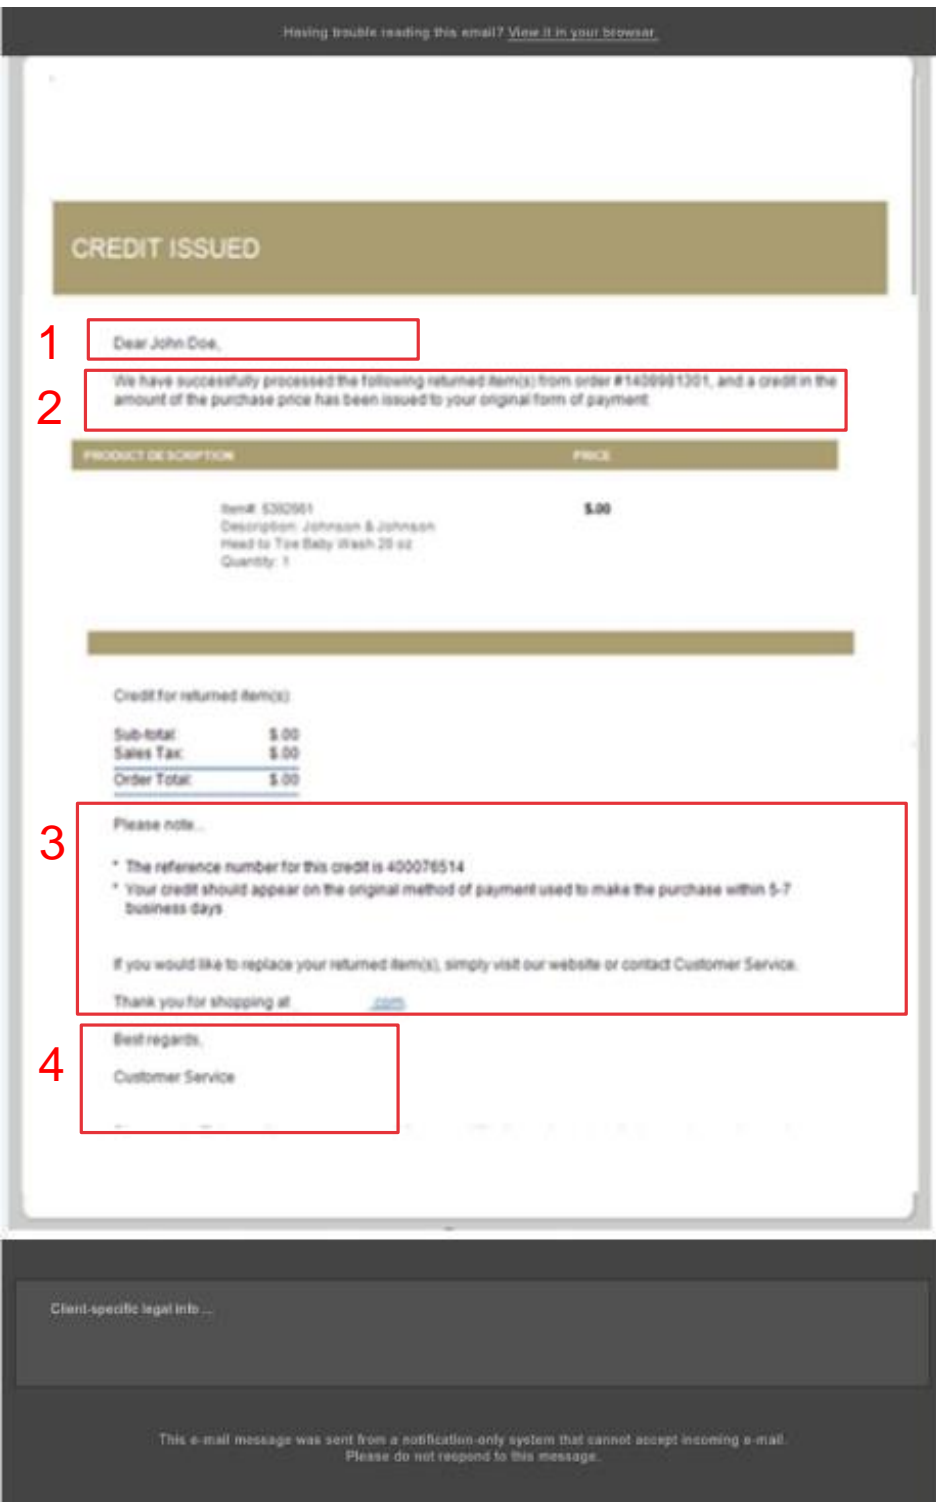 Having trouble reading this email? View it in your browser.
CREDIT ISSUED
1
Dear John Doe,
2
We have successfully processed the following returned item(s) from order #1409981301, and a credit in the
amount of the purchase price has been issued to your original form of payment.
PRODUCT DESCRIPTION PRICE
Item#: $.00
Description: Johnson & Johnson
Head to Toe Baby Wash 20 oz
Quantity: 1
Credit for returned item(s):
Sub-total: $.00
Sales Tax: $.00
Order Total: $.00
3
Please note...
* The reference number for this credit is 400076514
* Your credit should appear on the original method of payment used to make the purchase within 5-7
business days
If you would like to replace your returned item(s), simply visit our website or contact Customer Service.
Thank you for shopping at .com.
4
Best regards,
Customer Service
Client-specific legal info ...
This e-mail message was sent from a notification-only system that cannot accept incoming e-mail.
Please do not respond to this message.